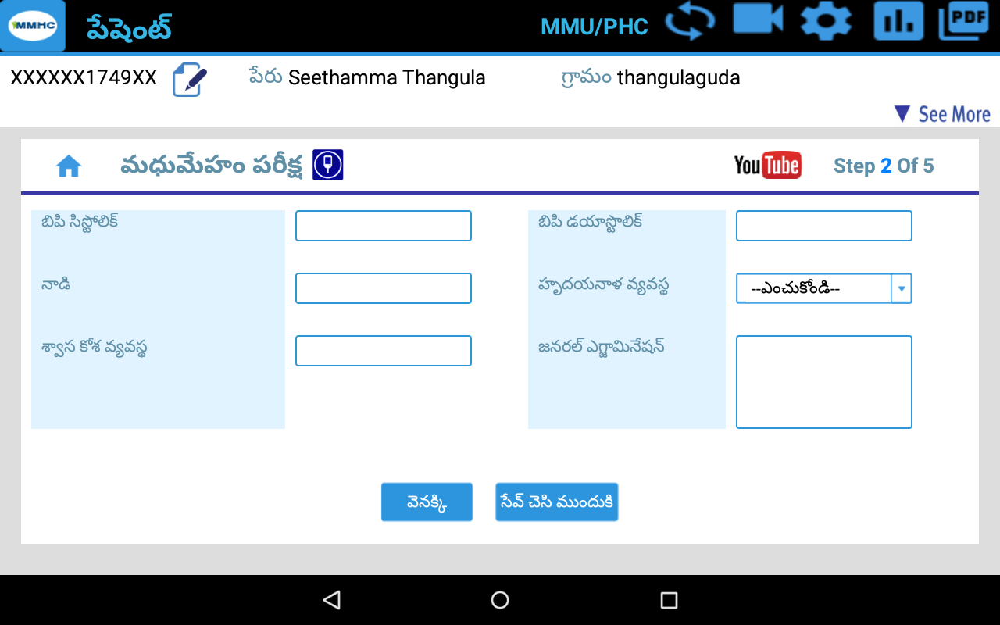 MMHC పేషెంట్ MMU/PHC PDF
XXXXXX1749XX పేరు Seethamma Thangula గ్రామం thangulaguda
▼ See More
మధుమేహం పరీక్ష YouTube Step 2 Of 5
బిపి సిస్టోలిక్ బిపి డయాస్టొలిక్
నాడి హృదయనాళ వ్యవస్థ --ఎంచుకోండి--
శ్వాస కోశ వ్యవస్థ జనరల్ ఎగ్జామినేషన్
వెనక్కి సేవ్ చెసి ముందుకి